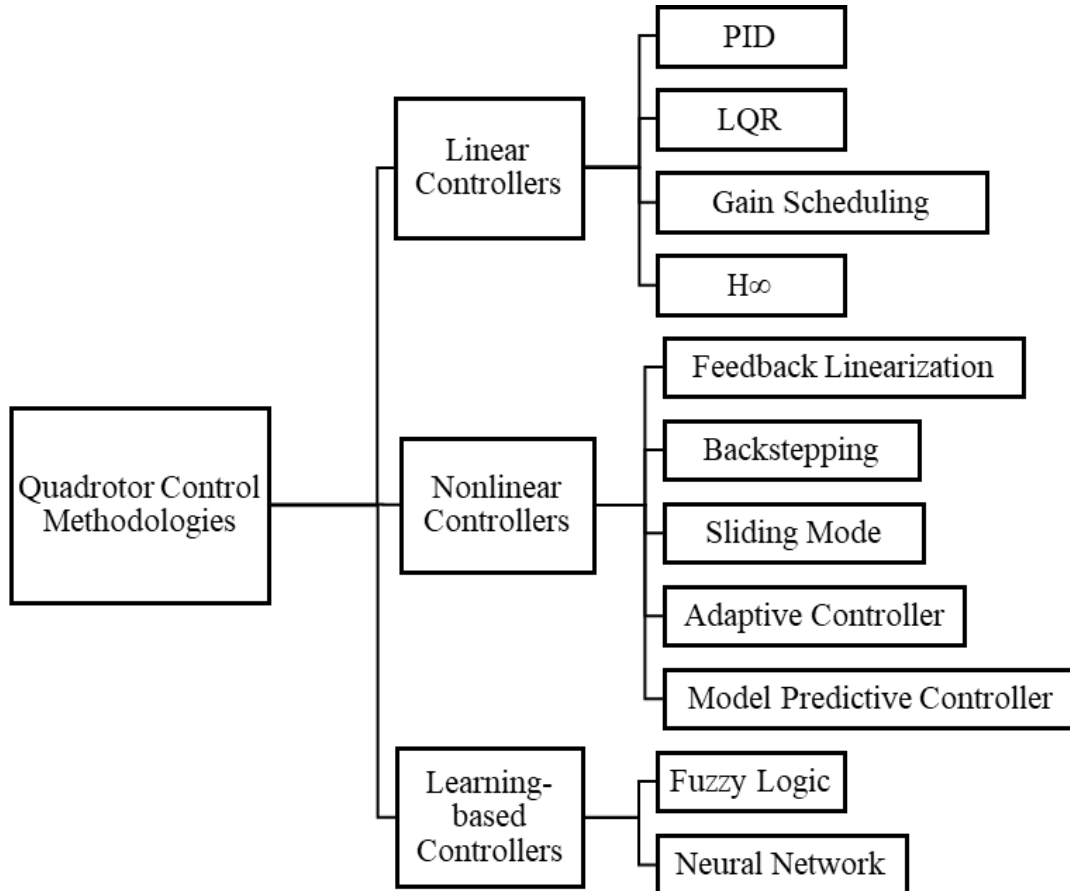 Quadrotor Control
Methodologies
Linear
Controllers
PID
LQR
Gain Scheduling
H∞
Nonlinear
Controllers
Feedback Linearization
Backstepping
Sliding Mode
Adaptive Controller
Model Predictive Controller
Learning-
based
Controllers
Fuzzy Logic
Neural Network